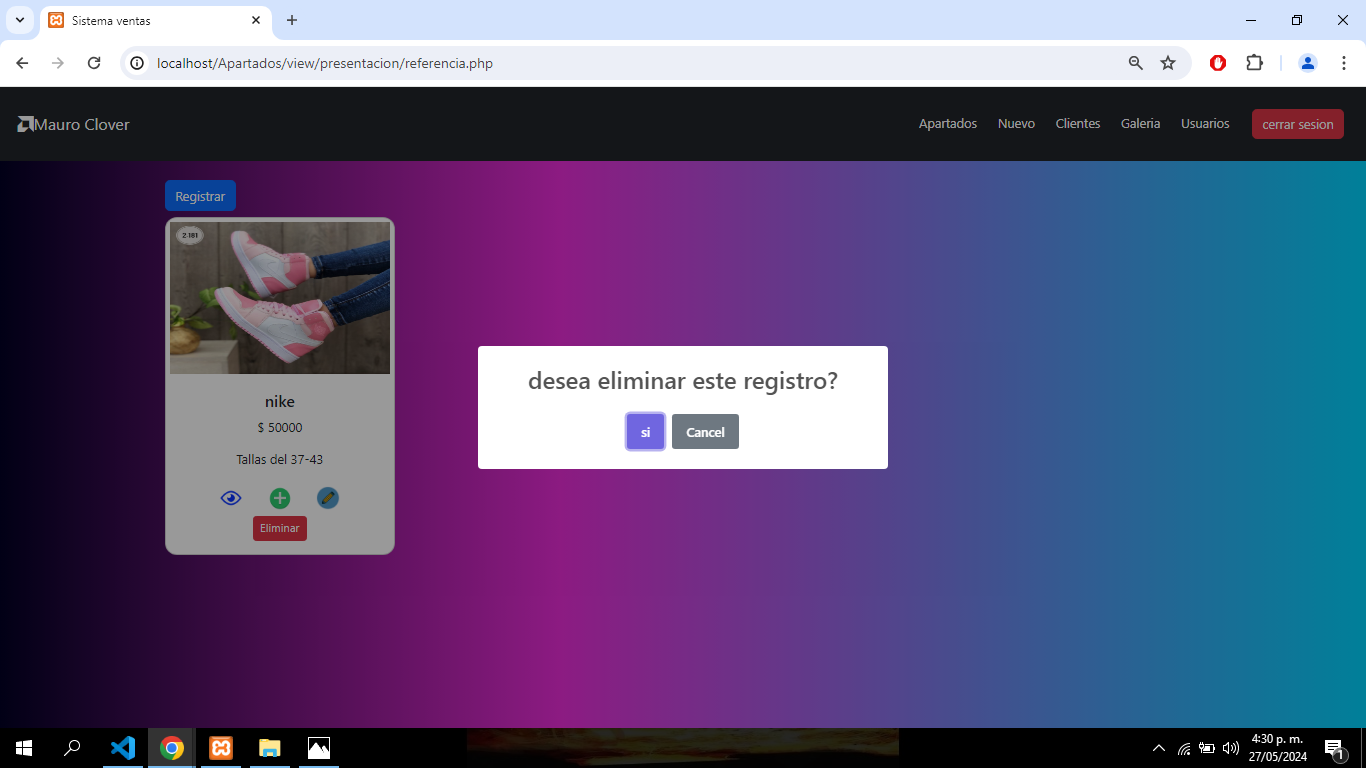 Sistema ventas
localhost/Apartados/view/presentacion/referencia.php
Mauro Clover
Apartados
Nuevo
Clientes
Galeria
Usuarios
cerrar sesion
Registrar
2-181
nike
$ 50000
Tallas del 37-43
Eliminar
desea eliminar este registro?
si
Cancel
4:30 p. m.
27/05/2024
1